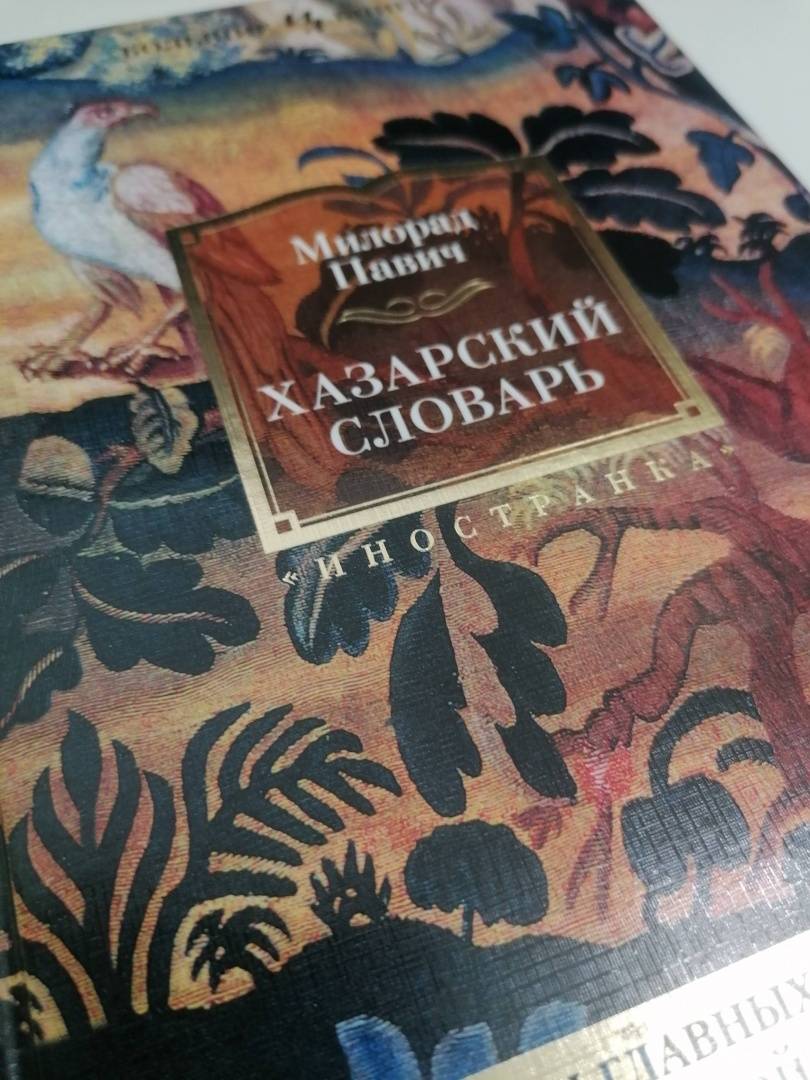 Милорад
Павич
ХАЗАРСКИЙ
СЛОВАРЬ
«ИНОСТРАНКА»
ГЛАВНЫХ